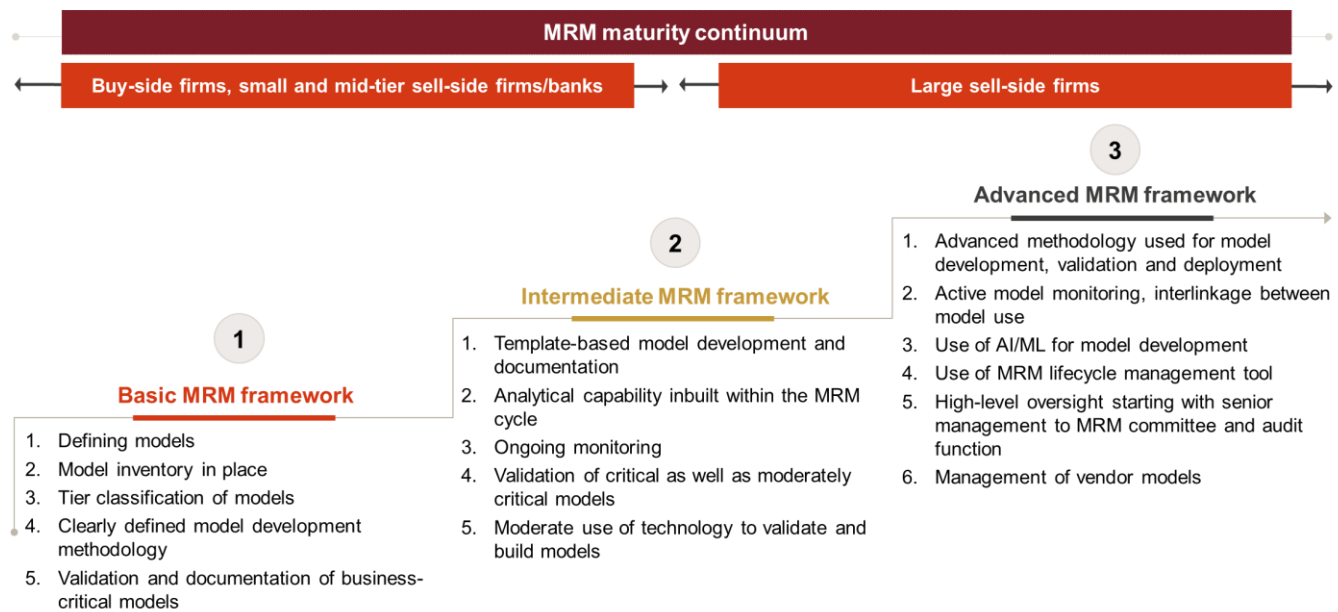 MRM maturity continuum
Buy-side firms, small and mid-tier sell-side firms/banks
Large sell-side firms
3
Advanced MRM framework
1. Advanced methodology used for model
development, validation and deployment
2. Active model monitoring, interlinkage between
model use
3. Use of AI/ML for model development
4. Use of MRM lifecycle management tool
5. High-level oversight starting with senior
management to MRM committee and audit
function
6. Management of vendor models
2
Intermediate MRM framework
1. Template-based model development and
documentation
2. Analytical capability inbuilt within the MRM
cycle
3. Ongoing monitoring
4. Validation of critical as well as moderately
critical models
5. Moderate use of technology to validate and
build models
1
Basic MRM framework
1. Defining models
2. Model inventory in place
3. Tier classification of models
4. Clearly defined model development
methodology
5. Validation and documentation of business-
critical models